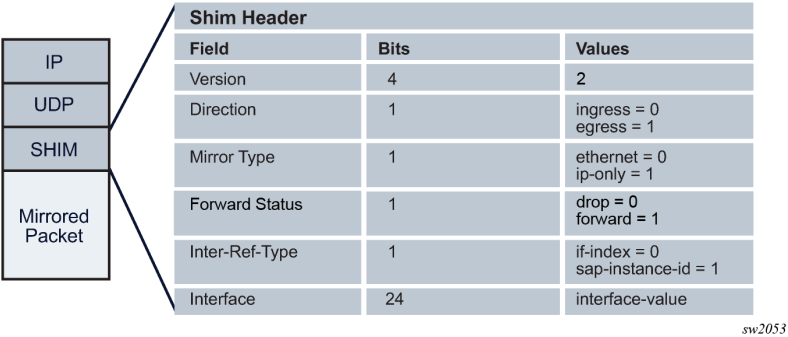 IP
UDP
SHIM
Mirrored
Packet
Shim Header
Field Bits Values
Version 4 2
Direction 1 ingress = 0
egress = 1
Mirror Type 1 ethernet = 0
ip-only = 1
Forward Status 1 drop = 0
forward = 1
Inter-Ref-Type 1 if-index = 0
sap-instance-id = 1
Interface 24 interface-value
sw2053